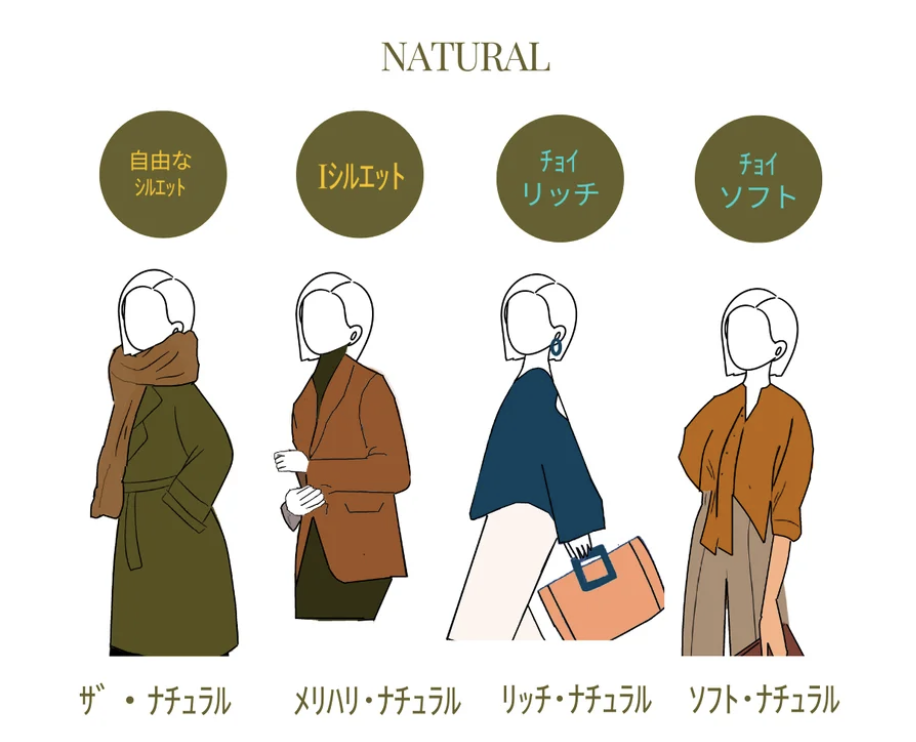 NATURAL
自由な
シルエット
Iシルエット
チョイ
リッチ
チョイ
ソフト
ザ・ナチュラル
メリハリ・ナチュラル
リッチ・ナチュラル
ソフト・ナチュラル